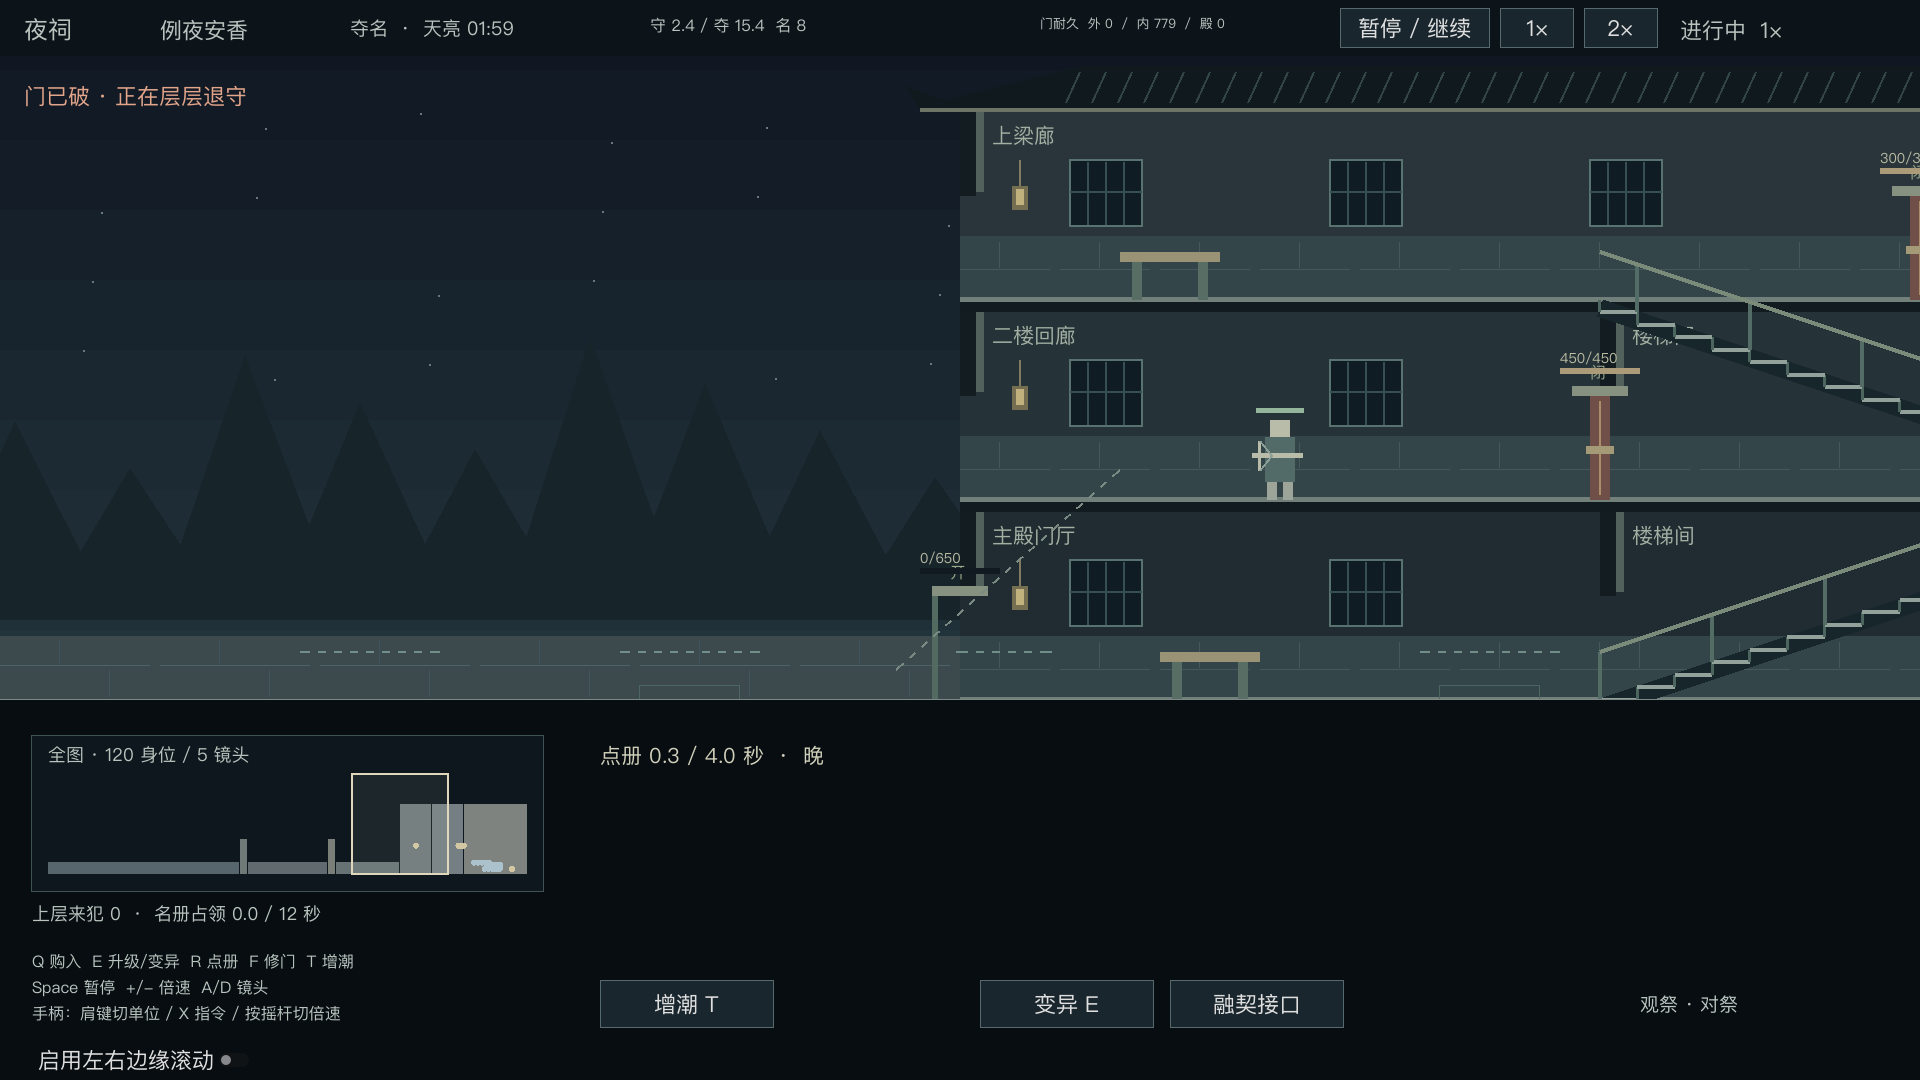 夜祠 例夜安香 夺名 · 天亮 01:59 守 2.4 / 夺 15.4 名 8 门耐久 外 0 / 内 779 / 殿 0 暂停 / 继续 1× 2× 进行中 1×
门已破 · 正在层层退守
上梁廊
二楼回廊
450/450
闭
主殿门厅 楼梯间
0/650
全图 · 120 身位 / 5 镜头
点册 0.3 / 4.0 秒 · 晚
上层来犯 0 · 名册占领 0.0 / 12 秒
Q 购入 E 升级/变异 R 点册 F 修门 T 增潮
Space 暂停 +/− 倍速 A/D 镜头
手柄：肩键切单位 / X 指令 / 按摇杆切倍速
增潮 T 变异 E 融契接口 观祭 · 对祭
启用左右边缘滚动